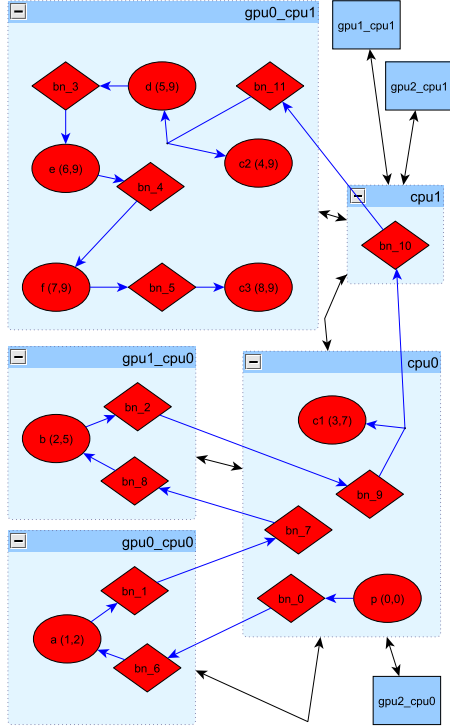 gpu0_cpu1
gpu1_cpu1
gpu2_cpu1
bn_3
d (5,9)
bn_11
e (6,9)
c2 (4,9)
bn_4
f (7,9)
bn_5
c3 (8,9)
cpu1
bn_10
gpu1_cpu0
bn_2
b (2,5)
bn_8
cpu0
c1 (3,7)
bn_9
bn_7
bn_0
p (0,0)
gpu0_cpu0
bn_1
a (1,2)
bn_6
gpu2_cpu0